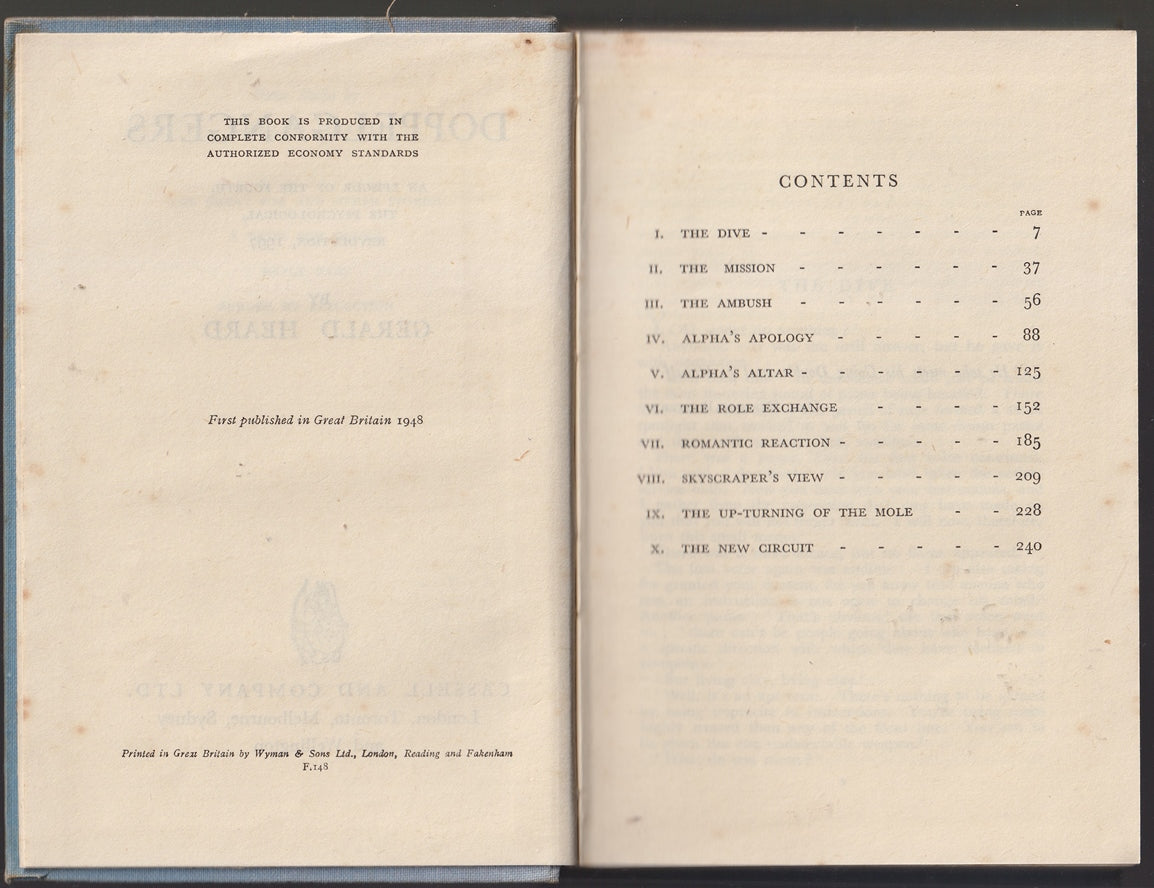 THIS BOOK IS PRODUCED IN
COMPLETE CONFORMITY WITH THE
AUTHORIZED ECONOMY STANDARDS
First published in Great Britain 1948
Printed in Great Britain by Wyman & Sons Ltd., London, Reading and Fakenham
F.148
CONTENTS
PAGE
I. THE DIVE - - - - - - - 7
II. THE MISSION - - - - - - 37
III. THE AMBUSH - - - - - - 56
IV. ALPHA'S APOLOGY - - - - - 88
V. ALPHA'S ALTAR - - - - - - 125
VI. THE ROLE EXCHANGE - - - - 152
VII. ROMANTIC REACTION - - - - - 185
VIII. SKYSCRAPER'S VIEW - - - - - 209
IX. THE UP-TURNING OF THE MOLE - - 228
X. THE NEW CIRCUIT - - - - - 240